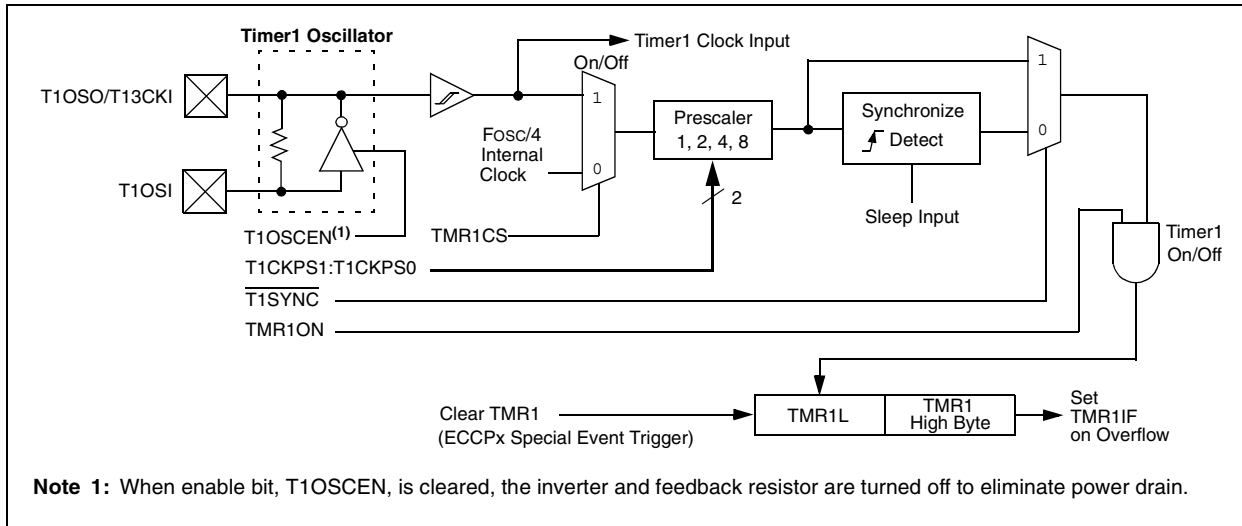 Timer1 Oscillator
Timer1 Clock Input
On/Off
T1OSO/T13CKI
1
1
Prescaler
1, 2, 4, 8
Synchronize
Detect
FOSC/4
Internal
Clock
0
0
T1OSI
2
Sleep Input
T1OSCEN(1)
TMR1CS
Timer1
On/Off
T1CKPS1:T1CKPS0
T1SYNC
TMR1ON
Clear TMR1
(ECCPx Special Event Trigger)
TMR1L
TMR1
High Byte
Set
TMR1IF
on Overflow
Note 1: When enable bit, T1OSCEN, is cleared, the inverter and feedback resistor are turned off to eliminate power drain.